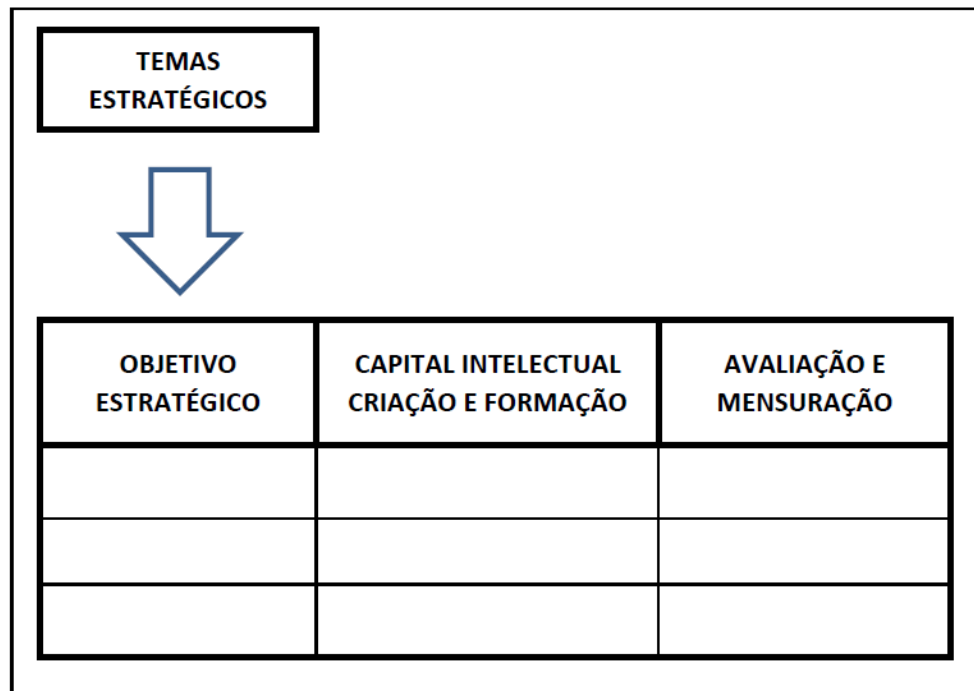 TEMAS
ESTRATÉGICOS
OBJETIVO
ESTRATÉGICO
CAPITAL INTELECTUAL
CRIAÇÃO E FORMAÇÃO
AVALIAÇÃO E
MENSURAÇÃO